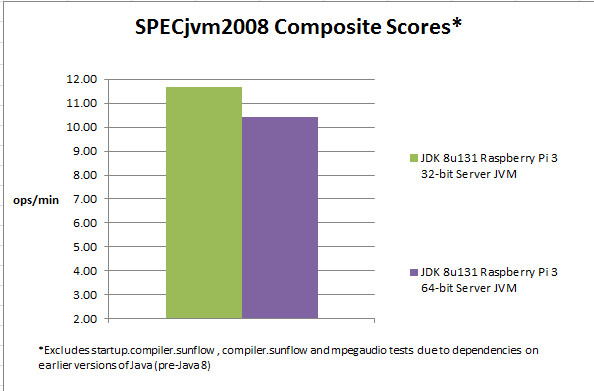 SPECjvm2008 Composite Scores*
12.00
11.00
10.00
9.00
8.00
7.00
6.00
5.00
4.00
3.00
2.00
ops/min
JDK 8u131 Raspberry Pi 3
32-bit Server JVM
JDK 8u131 Raspberry Pi 3
64-bit Server JVM
*Excludes startup.compiler.sunflow , compiler.sunflow and mpegaudio tests due to dependencies on
earlier versions of Java (pre-Java 8)